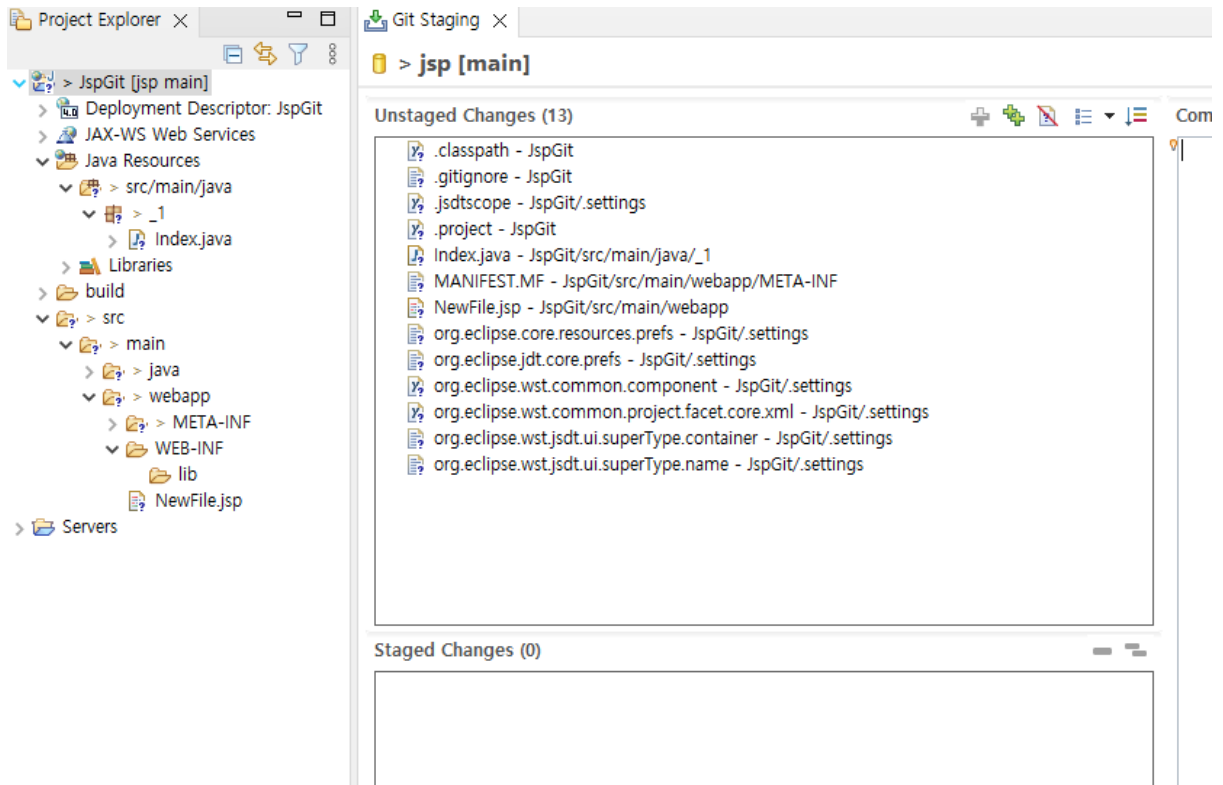 Project Explorer
> JspGit [jsp main]
Deployment Descriptor: JspGit
JAX-WS Web Services
Java Resources
> src/main/java
> _1
Index.java
Libraries
build
> src
> main
> java
> webapp
> META-INF
WEB-INF
lib
NewFile.jsp
Servers
Git Staging
> jsp [main]
Unstaged Changes (13)
.classpath - JspGit
.gitignore - JspGit
.jsdtscope - JspGit/.settings
.project - JspGit
Index.java - JspGit/src/main/java/_1
MANIFEST.MF - JspGit/src/main/webapp/META-INF
NewFile.jsp - JspGit/src/main/webapp
org.eclipse.core.resources.prefs - JspGit/.settings
org.eclipse.jdt.core.prefs - JspGit/.settings
org.eclipse.wst.common.component - JspGit/.settings
org.eclipse.wst.common.project.facet.core.xml - JspGit/.settings
org.eclipse.wst.jsdt.ui.superType.container - JspGit/.settings
org.eclipse.wst.jsdt.ui.superType.name - JspGit/.settings
Staged Changes (0)
Com